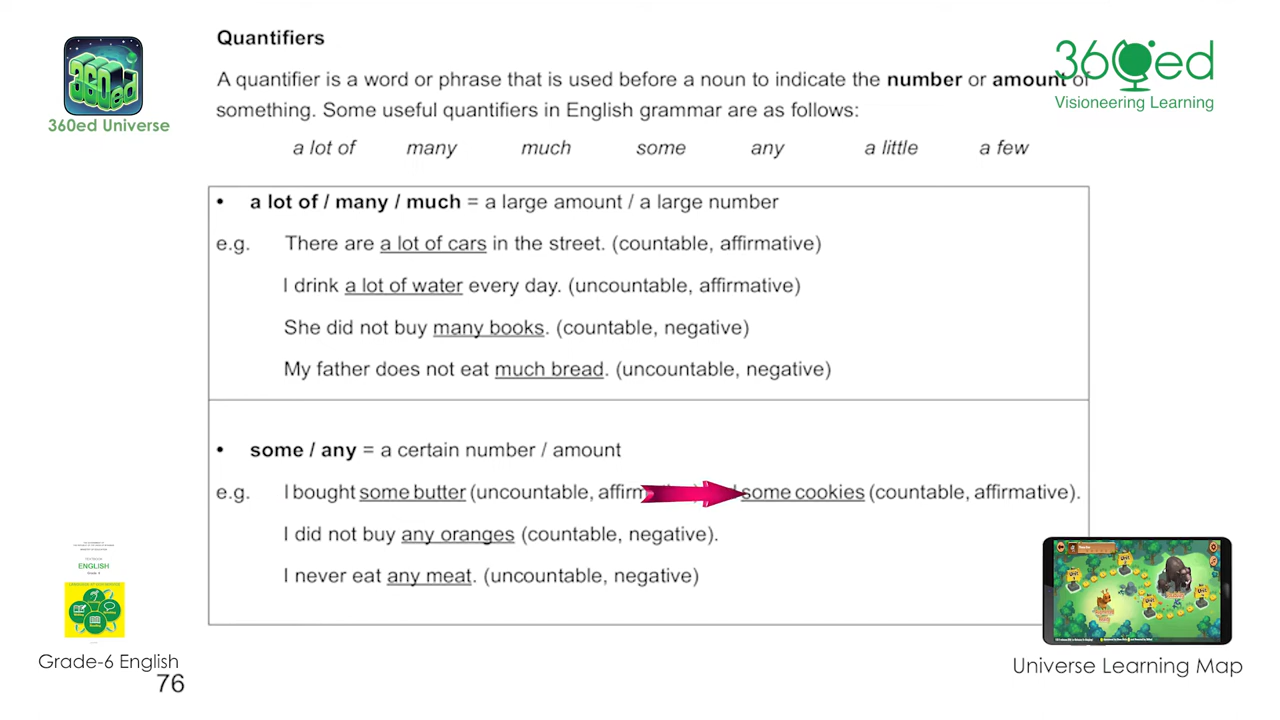 Quantifiers
A quantifier is a word or phrase that is used before a noun to indicate the number or amount of
something. Some useful quantifiers in English grammar are as follows:
a lot of many much some any a little a few
• a lot of / many / much = a large amount / a large number
e.g. There are a lot of cars in the street. (countable, affirmative)
I drink a lot of water every day. (uncountable, affirmative)
She did not buy many books. (countable, negative)
My father does not eat much bread. (uncountable, negative)
• some / any = a certain number / amount
e.g. I bought some butter (uncountable, affirm some cookies (countable, affirmative).
I did not buy any oranges (countable, negative).
I never eat any meat. (uncountable, negative)
360ed
360ed Universe
360ed
Visioneering Learning
TEXTBOOK
ENGLISH
Grade-6 English
76
Universe Learning Map